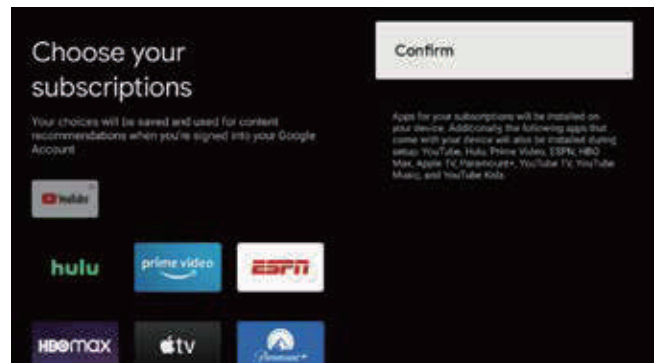 Choose your
subscriptions
Your choices will be saved and used for content
recommendations when you're signed into your Google
Account
Confirm
Apps for your subscriptions will be installed on
your device. Additionally the following apps that
come with your device will also be installed during
setup: YouTube, Hulu, Prime Video, ESPN, HBO
Max, Apple TV, Paramount+, YouTube TV, YouTube
Music, and YouTube Kids
YouTube
hulu
prime video
ESPN
HBOmax
tv
Paramount+